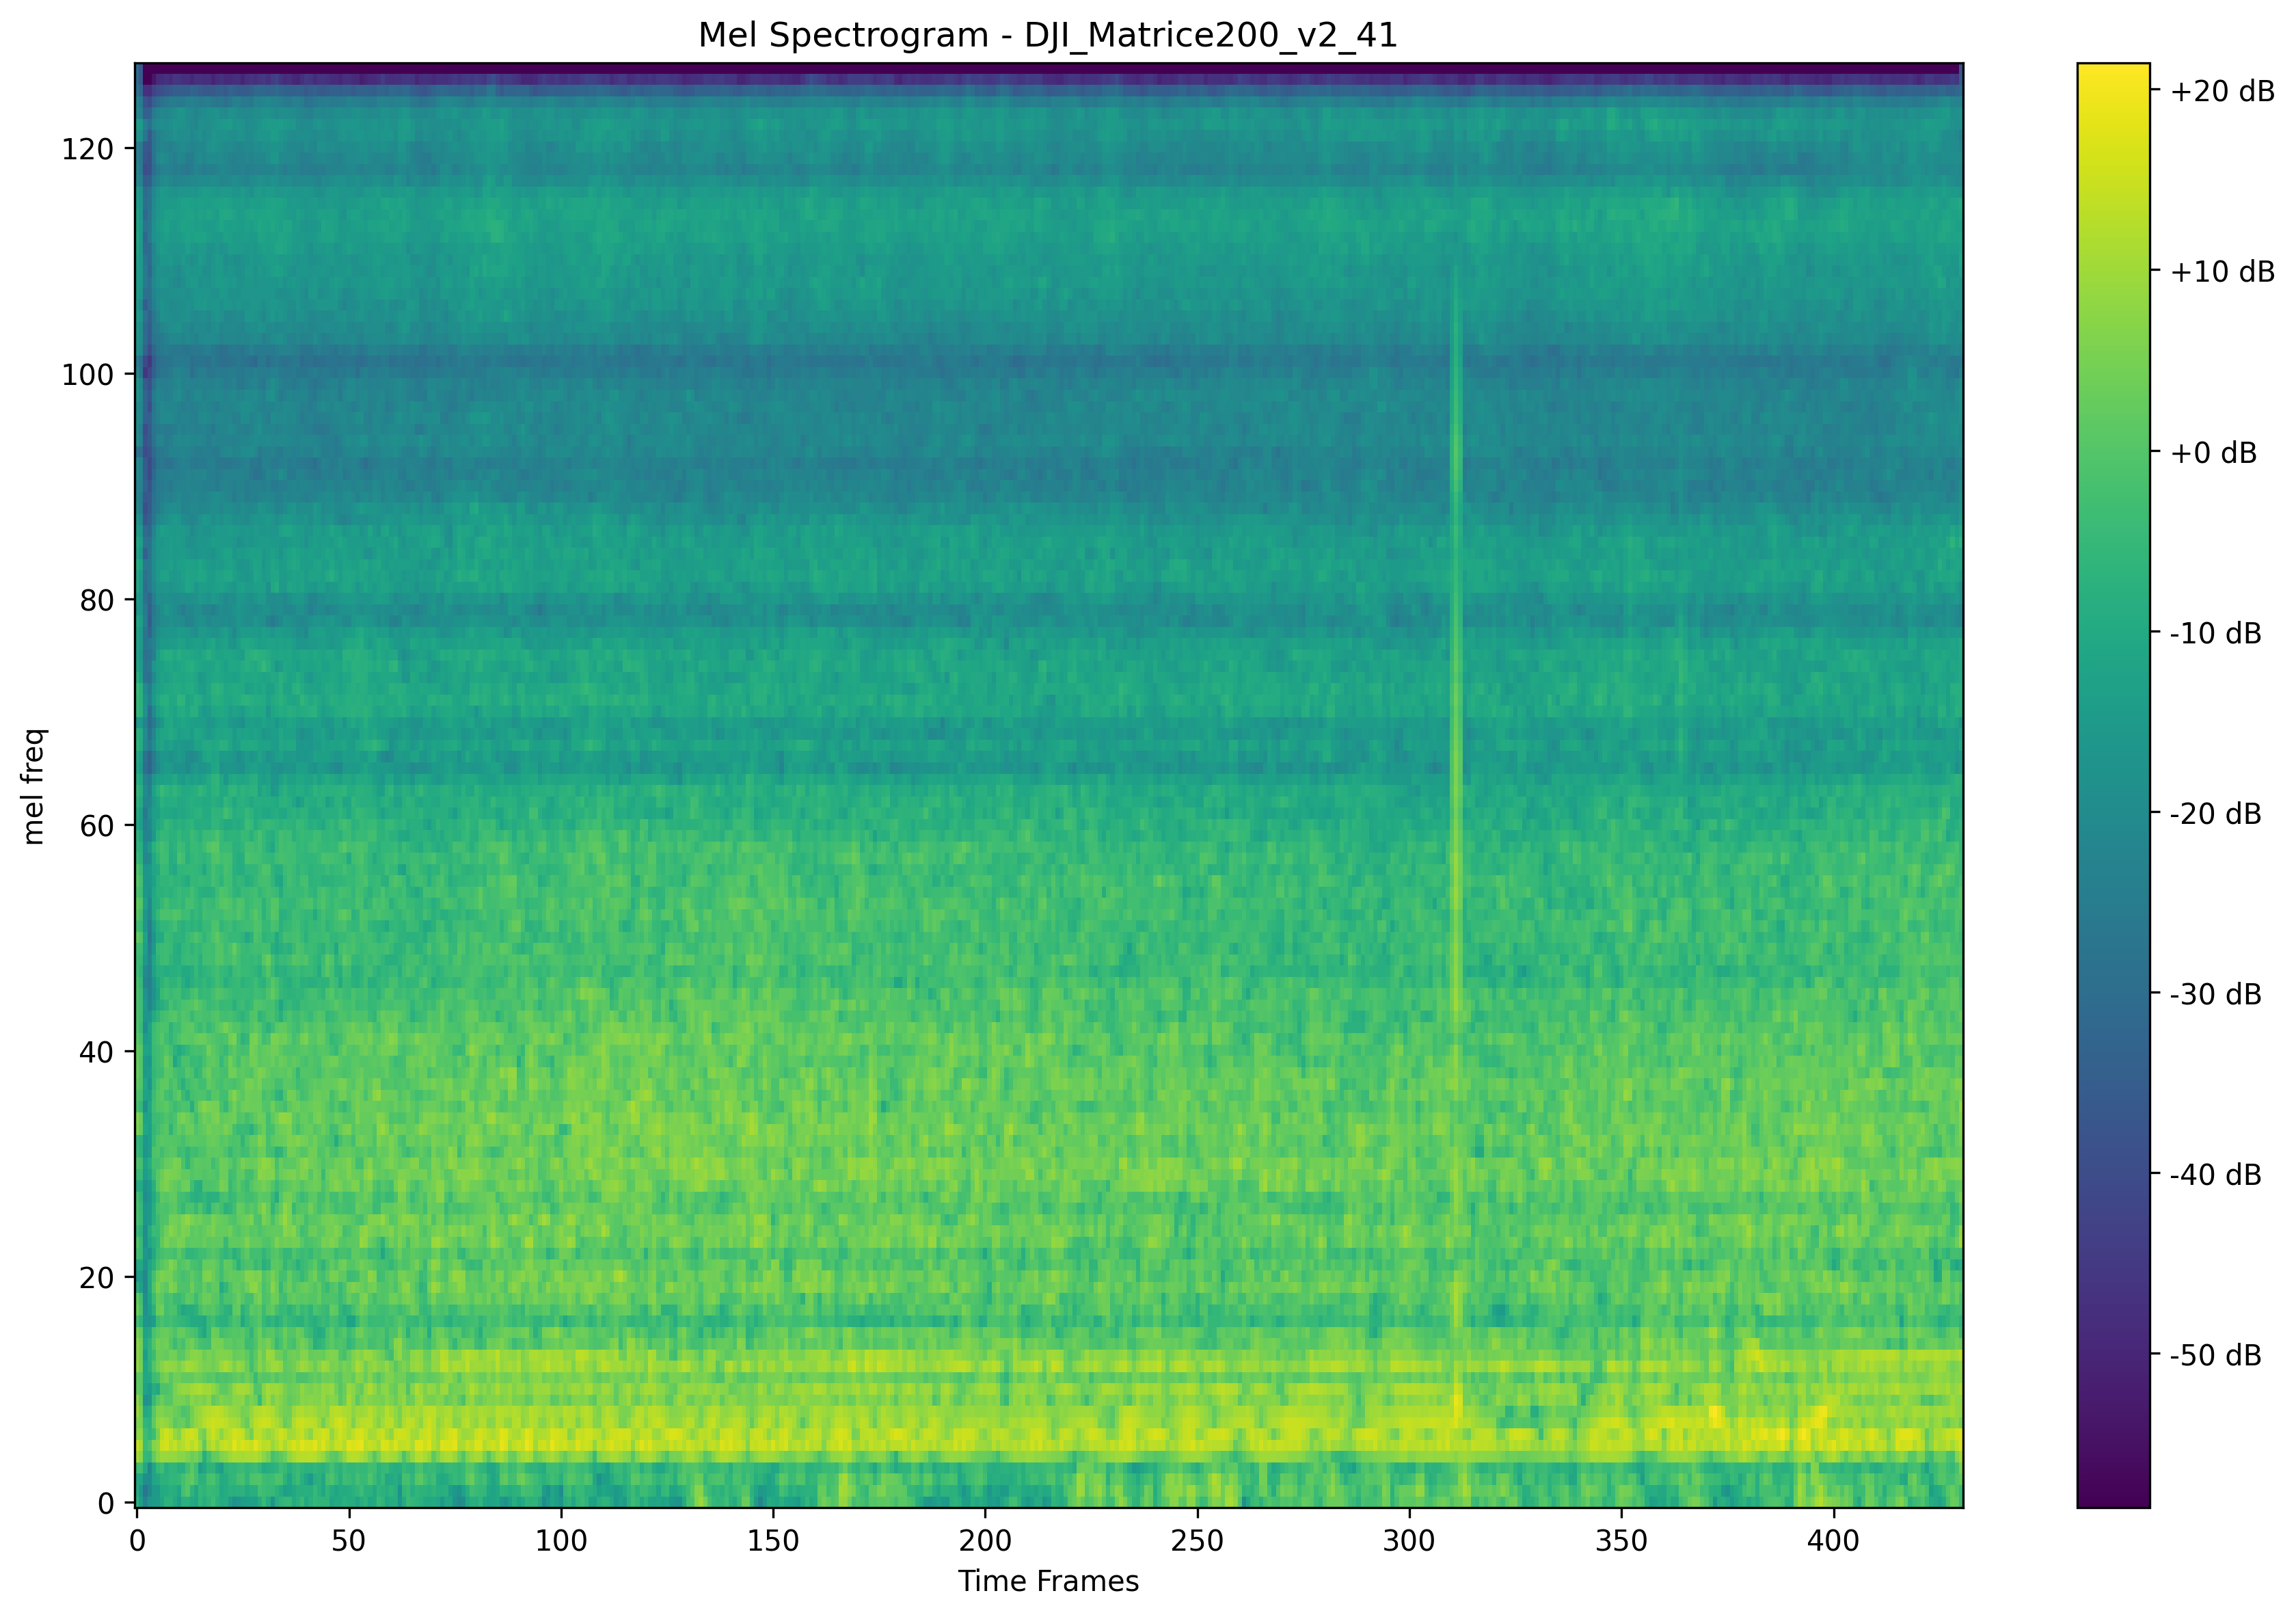 Mel Spectrogram - DJI_Matrice200_v2_41
mel freq
120
100
80
60
40
20
0
0 50 100 150 200 250 300 350 400
Time Frames
+20 dB
+10 dB
+0 dB
-10 dB
-20 dB
-30 dB
-40 dB
-50 dB